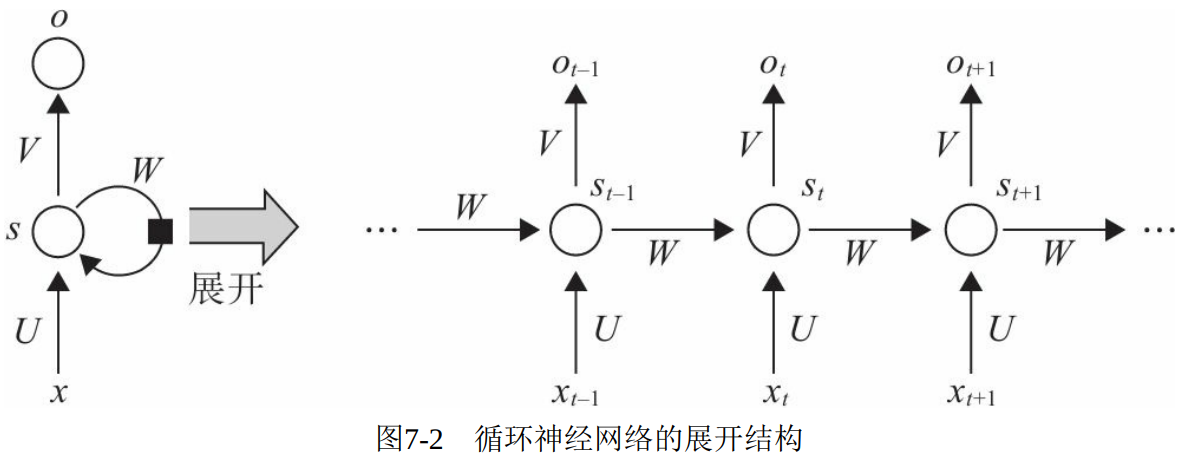 o
o_{t-1} o_t o_{t+1}
V V V V
W
s_{t-1} s_t s_{t+1}
s ... W ...
W W W
展开
U U U U
x x_{t-1} x_t x_{t+1}
图7-2 循环神经网络的展开结构